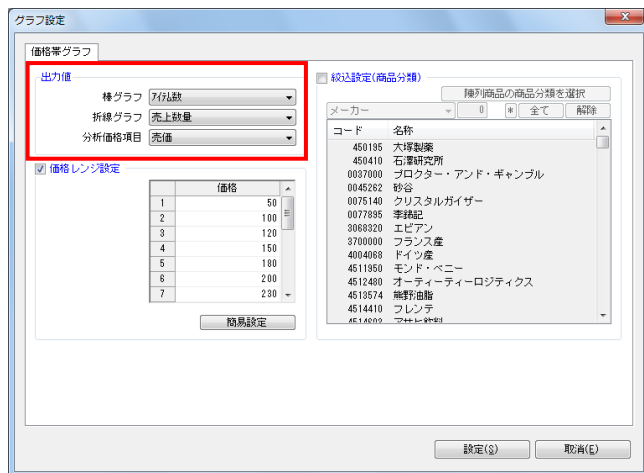 グラフ設定
価格帯グラフ
出力値
棒グラフ ｱｲﾃﾑ数
折線グラフ 売上数量
分析価格項目 売価
価格レンジ設定
価格
1 50
2 100
3 120
4 150
5 180
6 200
7 230
簡易設定
絞込設定(商品分類)
陳列商品の商品分類を選択
メーカー 0 * 全て 解除
コード 名称
450195 大塚製薬
450410 石澤研究所
0037000 プロクター・アンド・ギャンブル
0045262 砂谷
0075140 クリスタルガイザー
0077895 李錦記
3068320 エビアン
3700000 フランス産
4004068 ドイツ産
4511950 モンド・ペニー
4512480 オーティーティーロジティクス
4513574 熊野油脂
4514410 フレンテ
4514603 アサヒ飲料
設定(S) 取消(E)